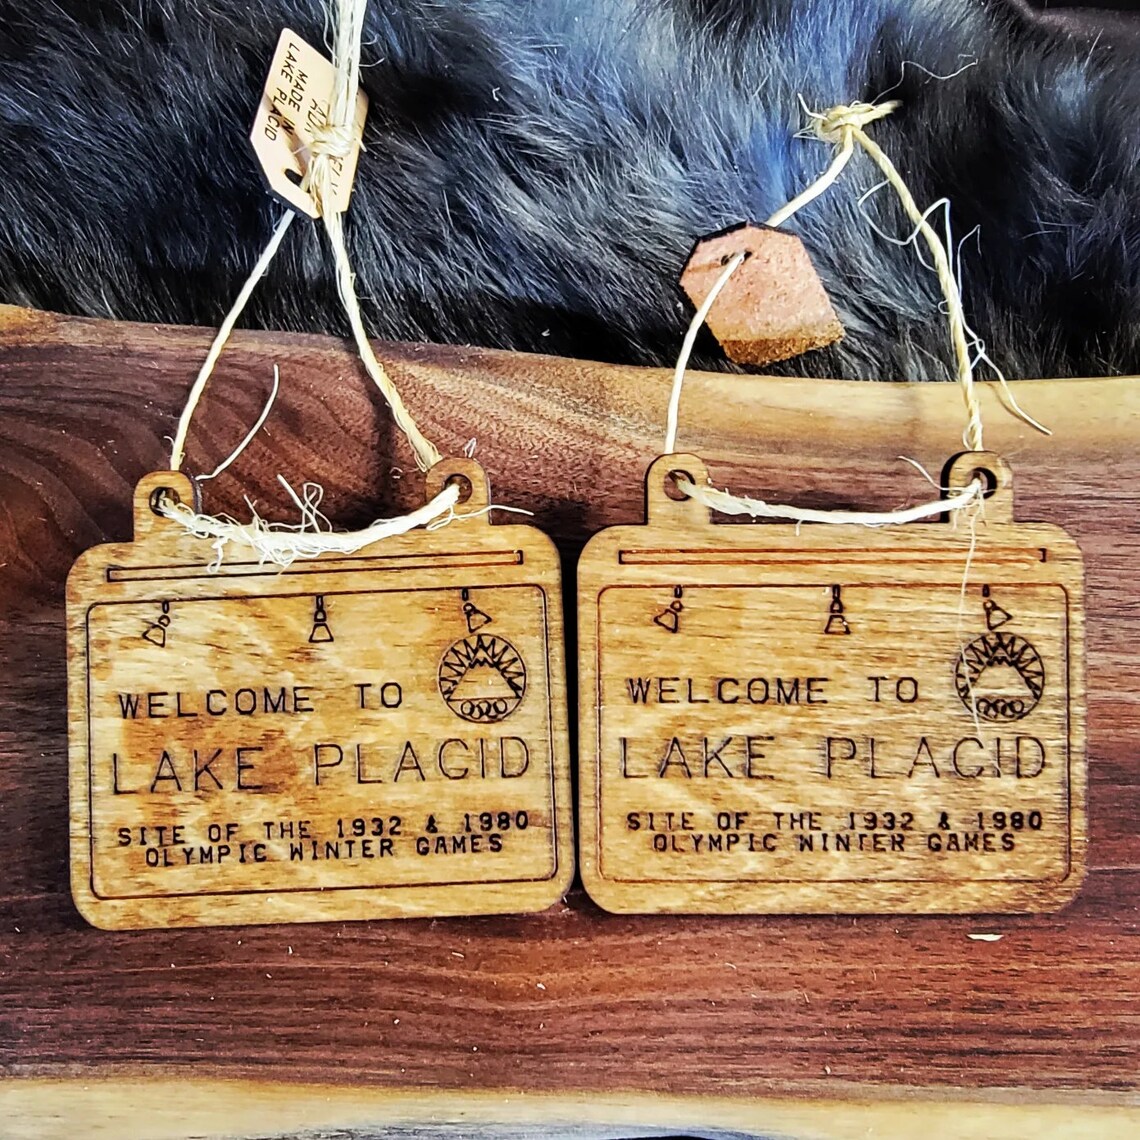 MADE IN
LAKE PLACID
WELCOME TO
LAKE PLACID
SITE OF THE 1932 & 1980
OLYMPIC WINTER GAMES
WELCOME TO
LAKE PLACID
SITE OF THE 1932 & 1980
OLYMPIC WINTER GAMES